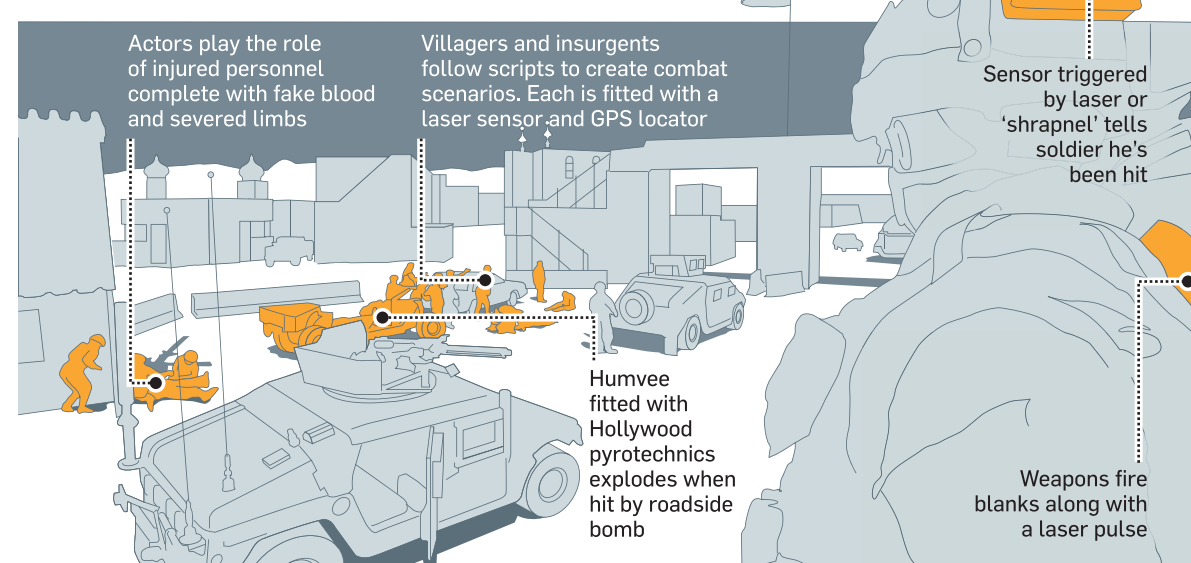 Actors play the role
of injured personnel
complete with fake blood
and severed limbs
Villagers and insurgents
follow scripts to create combat
scenarios. Each is fitted with a
laser sensor and GPS locator
Sensor triggered
by laser or
‘shrapnel’ tells
soldier he’s
been hit
Humvee
fitted with
Hollywood
pyrotechnics
explodes when
hit by roadside
bomb
Weapons fire
blanks along with
a laser pulse